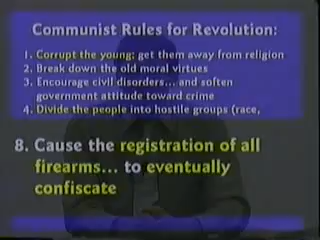 Communist Rules for Revolution:
1. Corrupt the young: get them away from religion
2. Break down the old moral virtues
3. Encourage civil disorders... and soften
government attitude toward crime
4. Divide the people into hostile groups (race,
8. Cause the registration of all
firearms... to eventually
confiscate